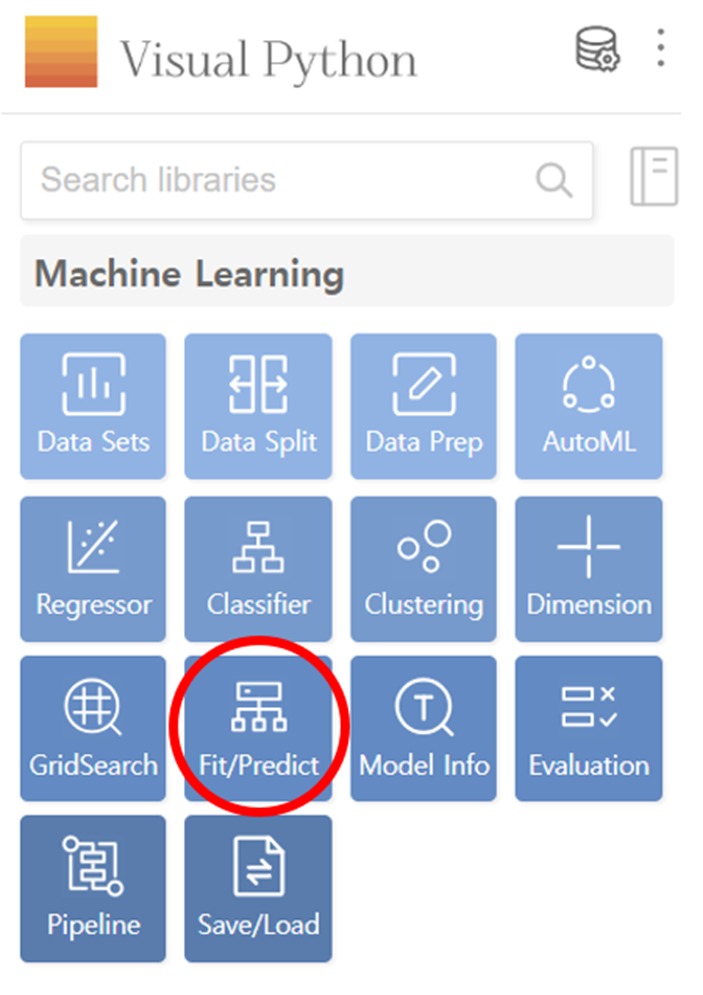 Visual Python
Search libraries
Machine Learning
Data Sets
Data Split
Data Prep
AutoML
Regressor
Classifier
Clustering
Dimension
GridSearch
Fit/Predict
Model Info
Evaluation
Pipeline
Save/Load